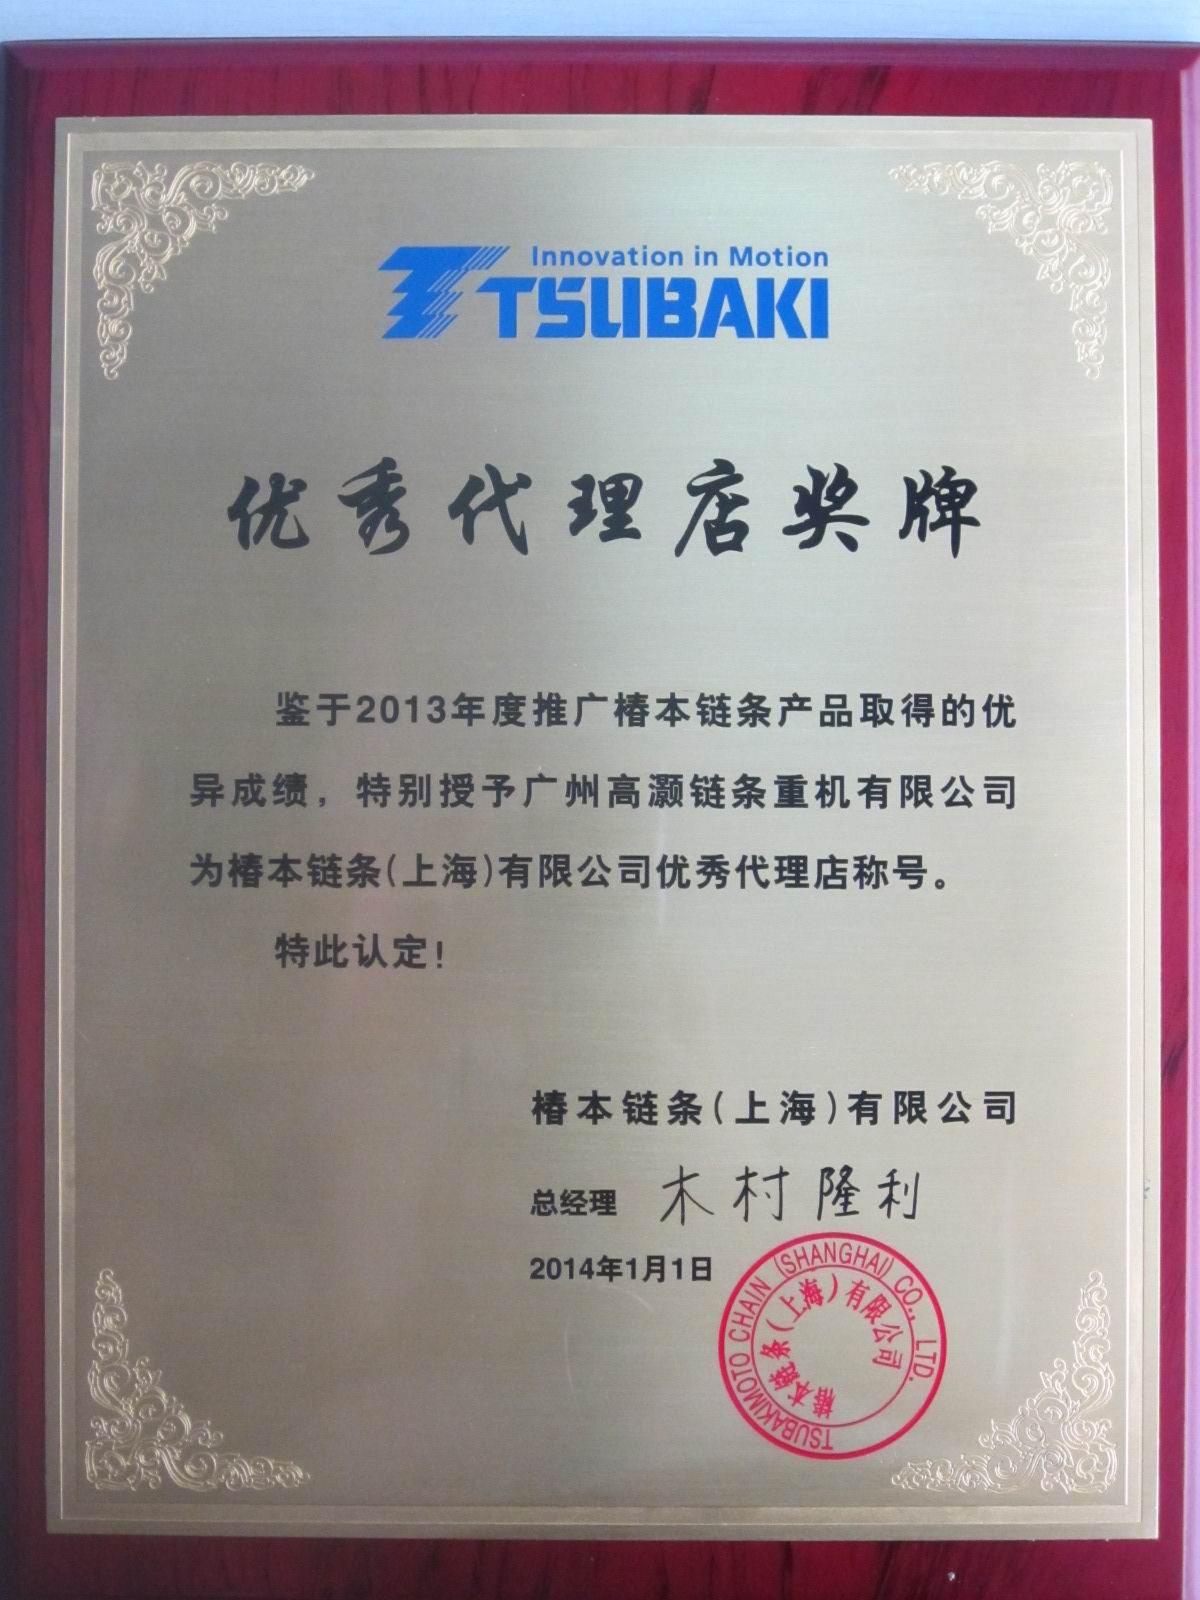 Innovation in Motion
TSUBAKI
优秀代理店奖牌
鉴于2013年度推广椿本链条产品取得的优
异成绩，特别授予广州高灏链条重机有限公司
为椿本链条(上海)有限公司优秀代理店称号。
特此认定!
椿本链条(上海)有限公司
总经理 木村隆利
2014年1月1日
TSUBAKIMOTO CHAIN (SHANGHAI) CO., LTD.
椿本链条(上海)有限公司